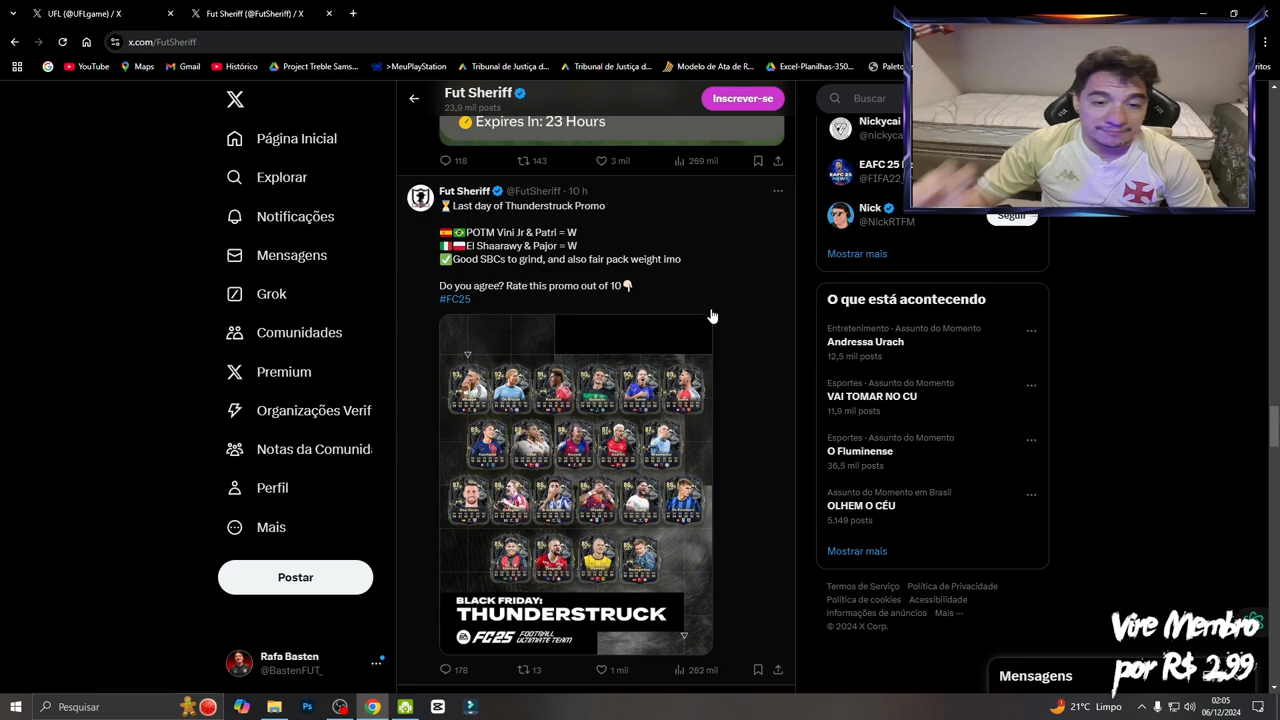 UFL (@UFLgame) / X
Fut Sheriff (@FutSheriff) / X
x.com/FutSheriff
YouTube
Maps
Gmail
Histórico
Project Treble Sams...
>MeuPlayStation
Tribunal de Justiça d...
Tribunal de Justiça d...
Modelo de Ata de R...
Excel-Planilhas-350...
Fut Sheriff
23,9 mil posts
Inscrever-se
Buscar
Página Inicial
Explorar
Notificações
Mensagens
Grok
Comunidades
Premium
Organizações Verif
Notas da Comunid
Perfil
Mais
Postar
Rafa Basten
@BastenFUT_
Expires In: 23 Hours
118
143
3 mil
269 mil
Fut Sheriff @FutSheriff · 10 h
Last day of Thunderstruck Promo
POTM Vini Jr & Patri = W
El Shaarawy & Pajor = W
Good SBCs to grind, and also fair pack weight imo
Do you agree? Rate this promo out of 10
#FC25
BLACK FRIDAY:
THUNDERSTRUCK
FC25 FOOTBALL
ULTIMATE TEAM
178
13
1 mil
262 mil
Nickycai
@nickyca
EAFC 25
@FIFA22_
Nick
@NickRTFM
Seguir
Mostrar mais
O que está acontecendo
Entretenimento · Assunto do Momento
Andressa Urach
12,5 mil posts
Esportes · Assunto do Momento
VAI TOMAR NO CU
11,9 mil posts
Esportes · Assunto do Momento
O Fluminense
36,5 mil posts
Assunto do Momento em Brasil
OLHEM O CÉU
5.149 posts
Mostrar mais
Termos de Serviço Política de Privacidade
Política de cookies Acessibilidade
Informações de anúncios Mais ···
© 2024 X Corp.
Vire Membro
por R$ 2,99
Mensagens
Pesquisar
21°C Limpo
02:05
06/12/2024